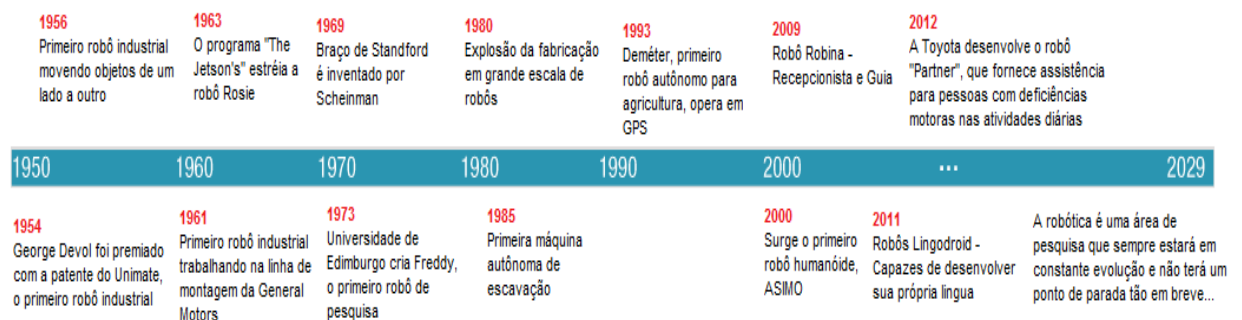 1956
Primeiro robô industrial
movendo objetos de um
lado a outro
1963
O programa "The
Jetson's" estréia a
robô Rosie
1969
Braço de Standford
é inventado por
Scheinman
1980
Explosão da fabricação
em grande escala de
robôs
1993
Deméter, primeiro
robô autônomo para
agricultura, opera em
GPS
2009
Robô Robina -
Recepcionista e Guia
2012
A Toyota desenvolve o robô
"Partner", que fornece assistência
para pessoas com deficiências
motoras nas atividades diárias
1950 1960 1970 1980 1990 2000 ... 2029
1954
George Devol foi premiado
com a patente do Unimate,
o primeiro robô industrial
1961
Primeiro robô industrial
trabalhando na linha de
montagem da General
Motors
1973
Universidade de
Edimburgo cria Freddy,
o primeiro robô de
pesquisa
1985
Primeira máquina
autônoma de
escavação
2000
Surge o primeiro
robô humanóide,
ASIMO
2011
Robôs Lingodroid -
Capazes de desenvolver
sua própria lingua
A robótica é uma área de
pesquisa que sempre estará em
constante evolução e não terá um
ponto de parada tão em breve...